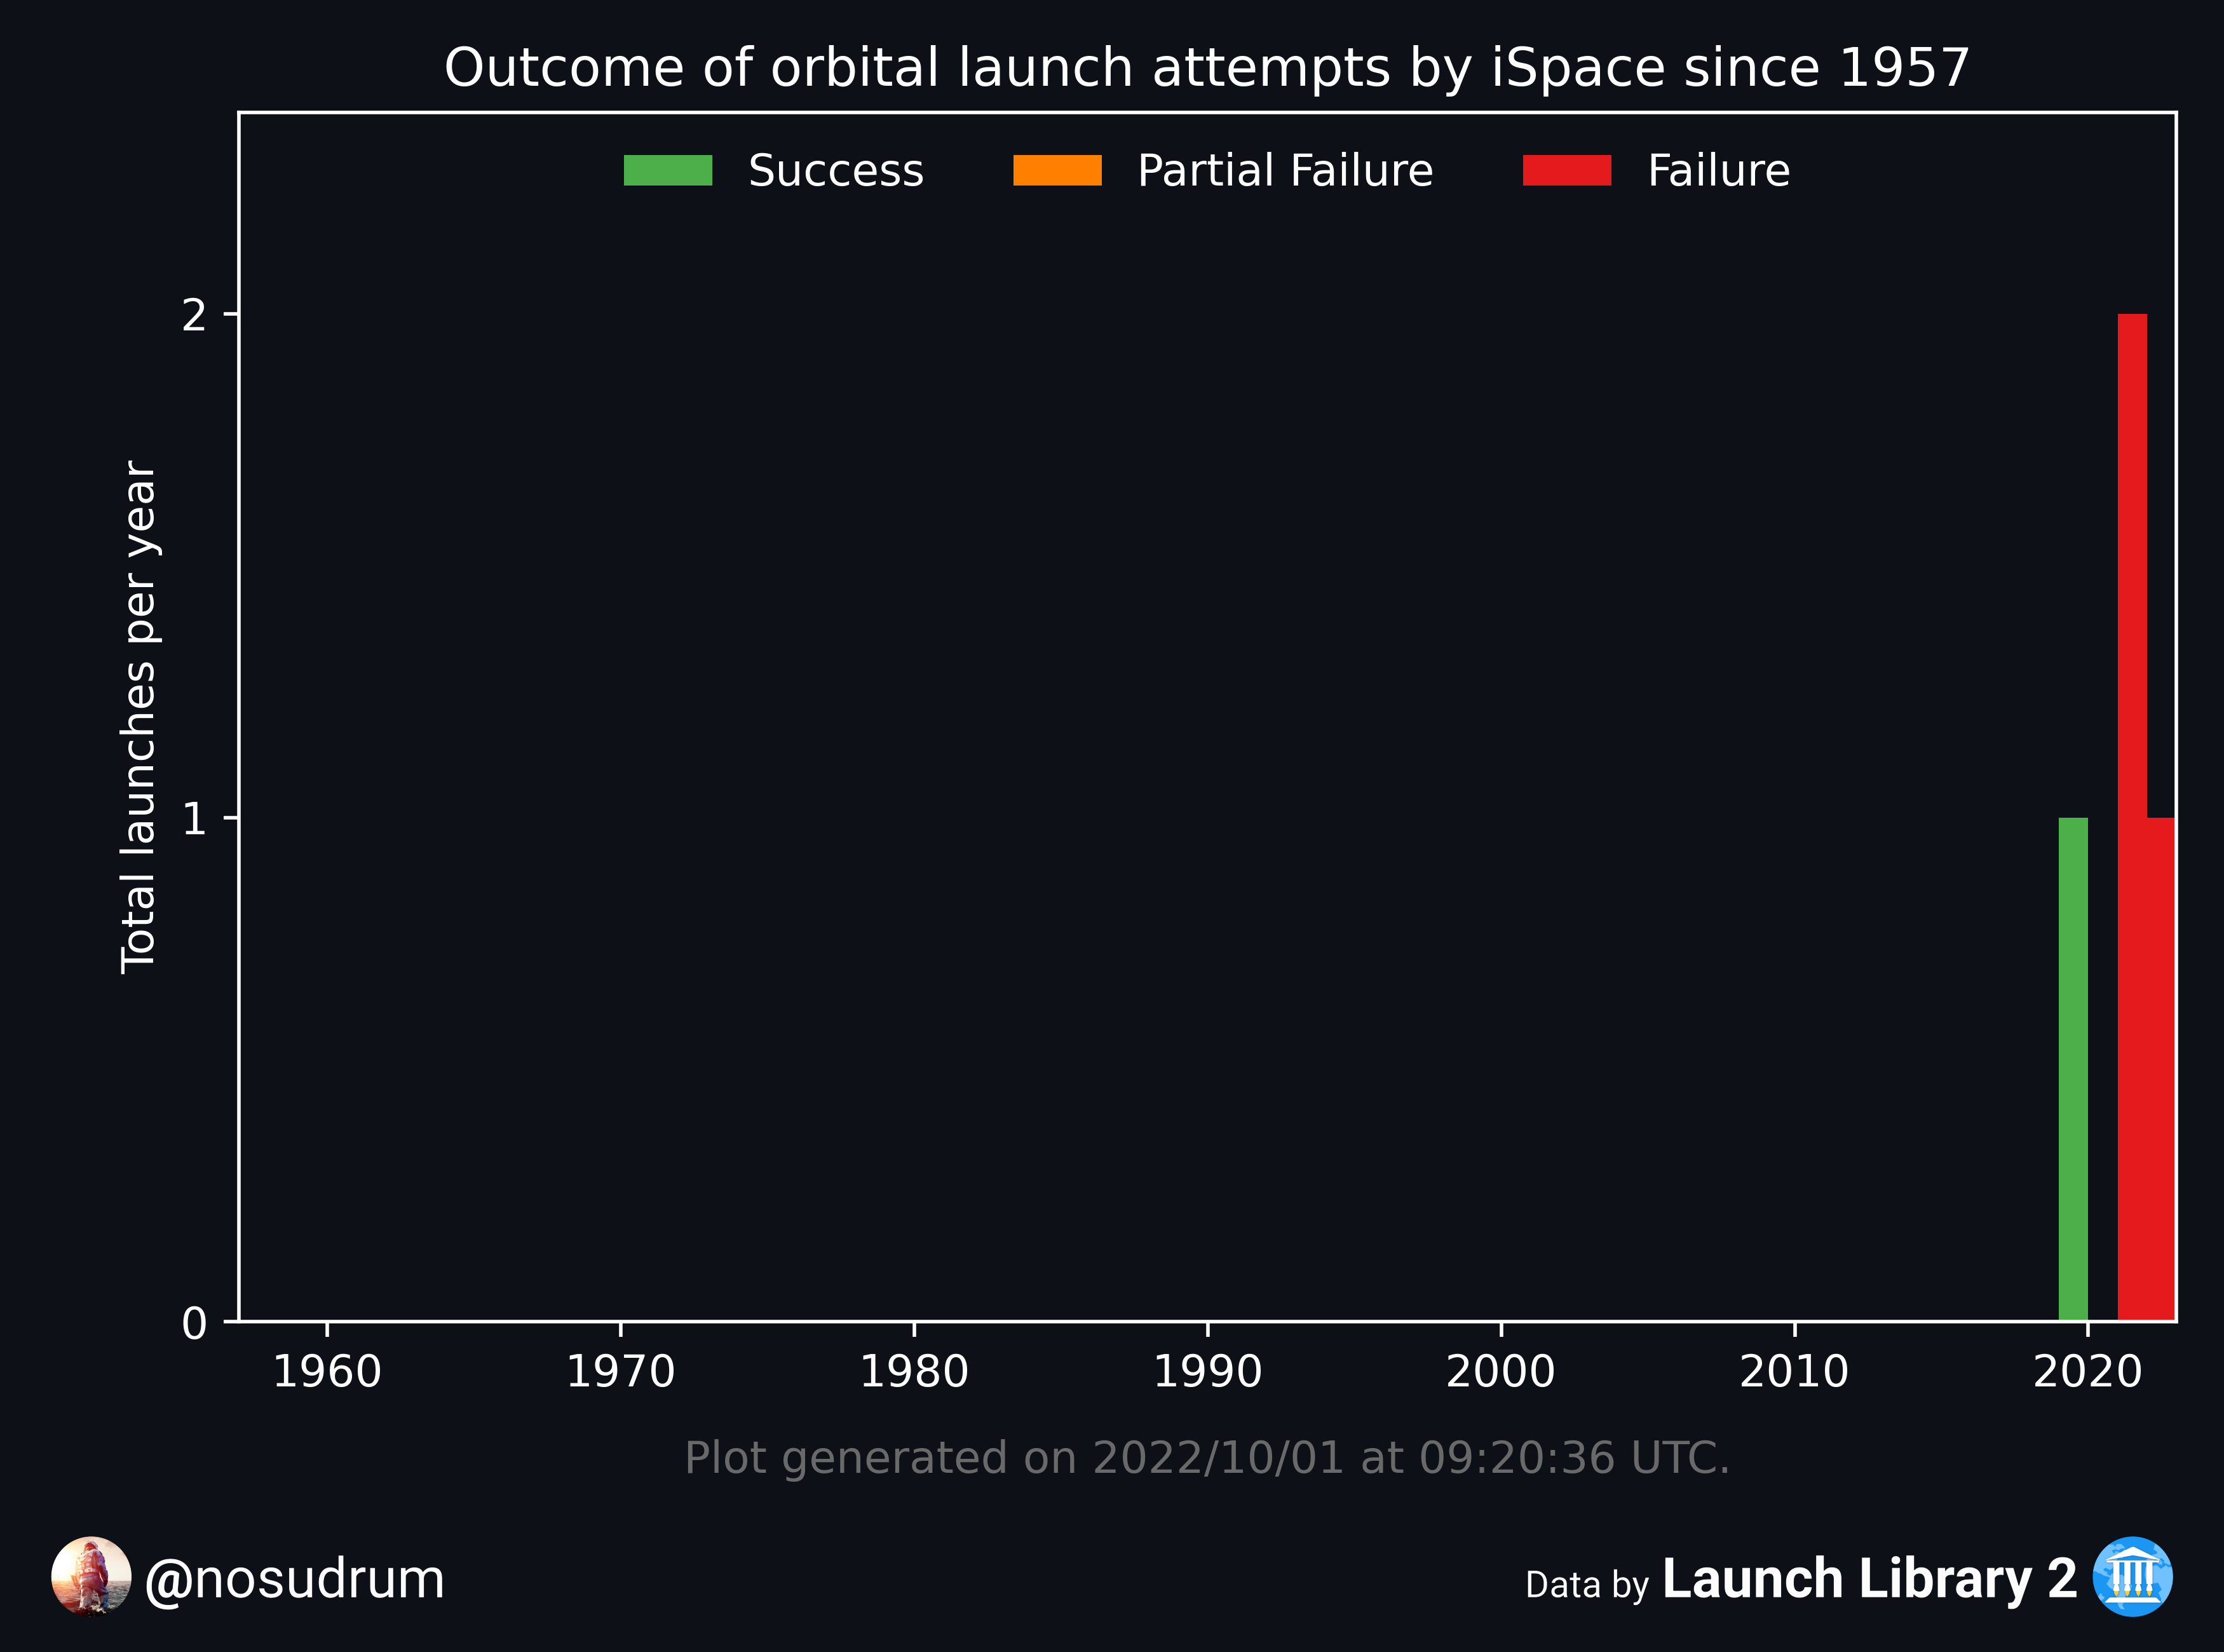 Outcome of orbital launch attempts by iSpace since 1957
Success Partial Failure Failure
Total launches per year
2
1
0
1960 1970 1980 1990 2000 2010 2020
Plot generated on 2022/10/01 at 09:20:36 UTC.
@nosudrum
Data by Launch Library 2